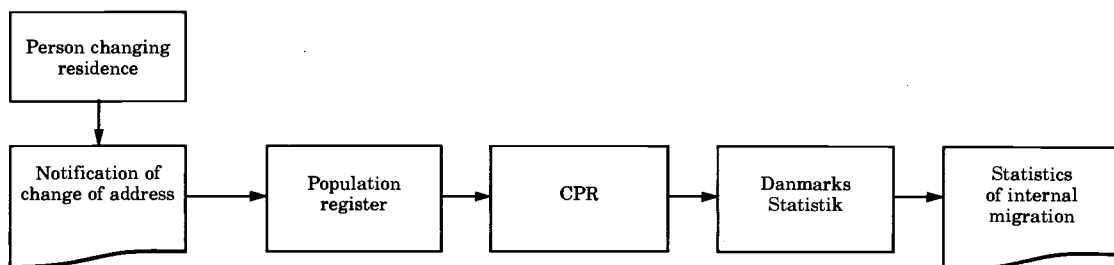 Person changing
residence
Notification of
change of address
Population
register
CPR
Danmarks
Statistik
Statistics
of internal
migration